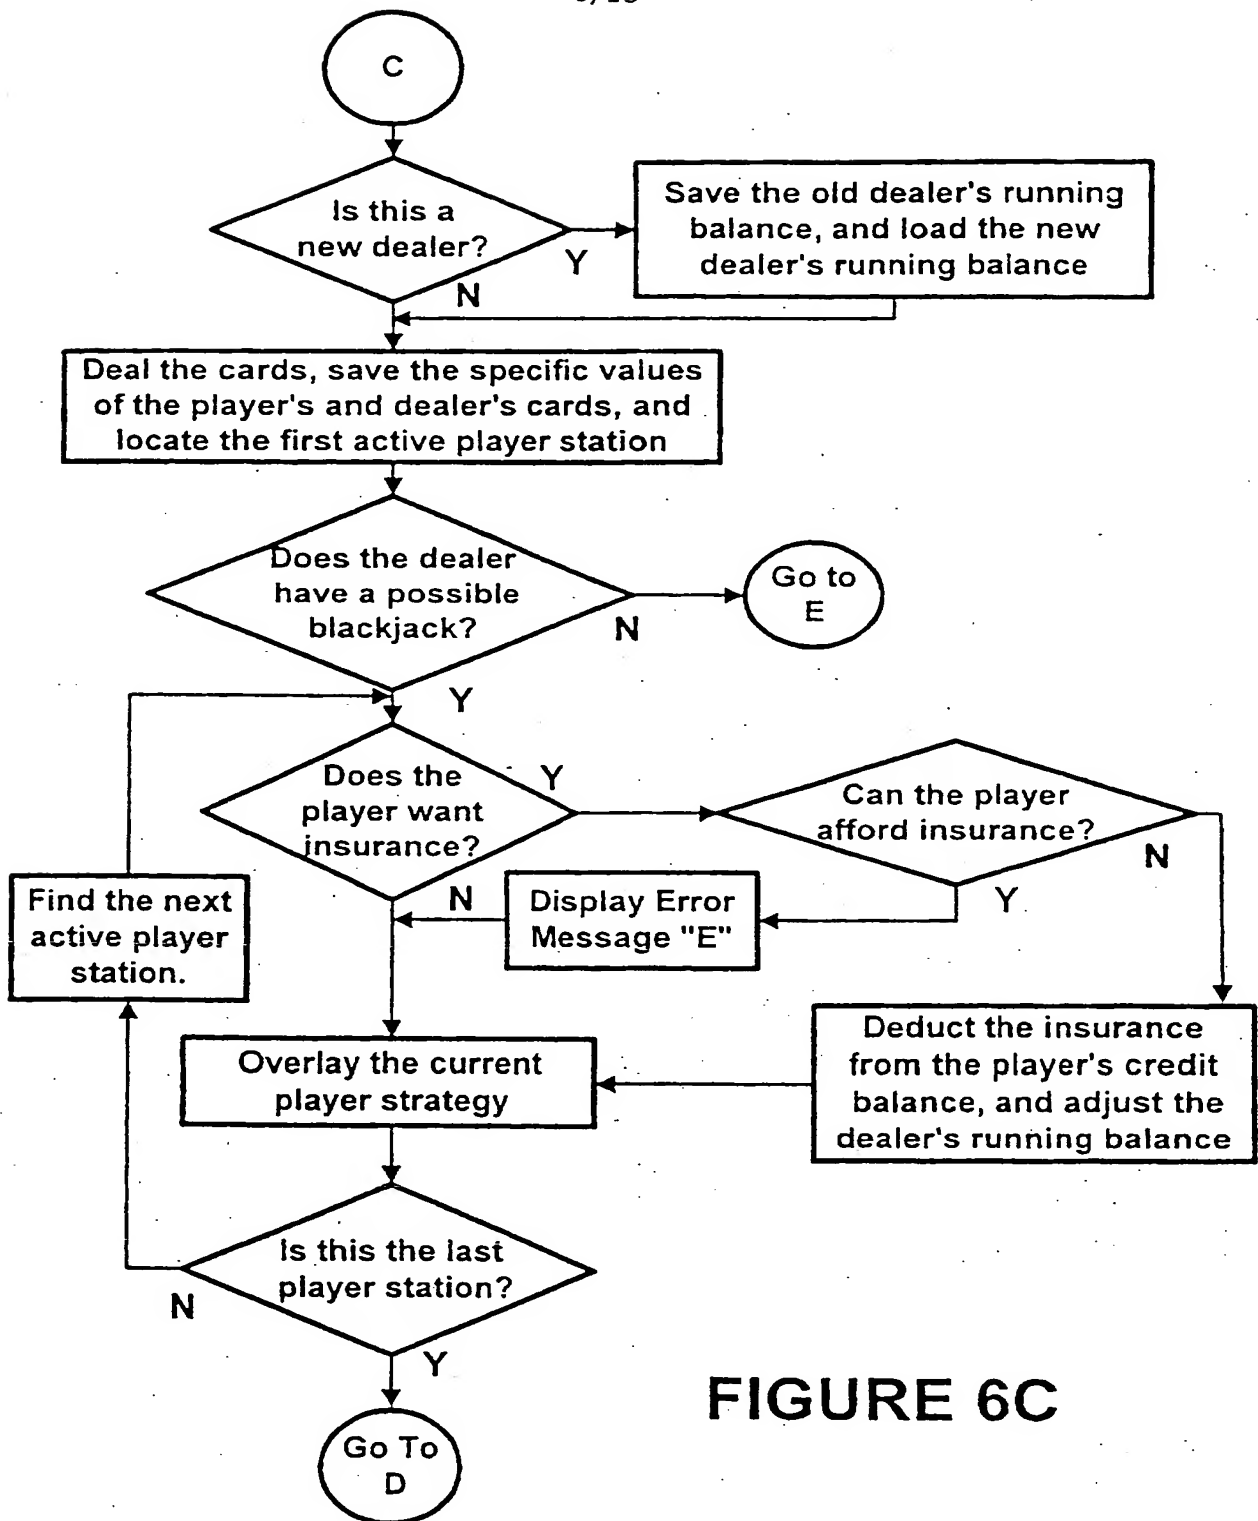 C
Is this a
new dealer?
Y
N
Save the old dealer's running
balance, and load the new
dealer's running balance
Deal the cards, save the specific values
of the player's and dealer's cards, and
locate the first active player station
Does the dealer
have a possible
blackjack?
N
Go to
E
Y
Does the
player want
insurance?
Y
N
Can the player
afford insurance?
N
Y
Display Error
Message "E"
Find the next
active player
station.
Deduct the insurance
from the player's credit
balance, and adjust the
dealer's running balance
Overlay the current
player strategy
Is this the last
player station?
N
Y
Go To
D
FIGURE 6C